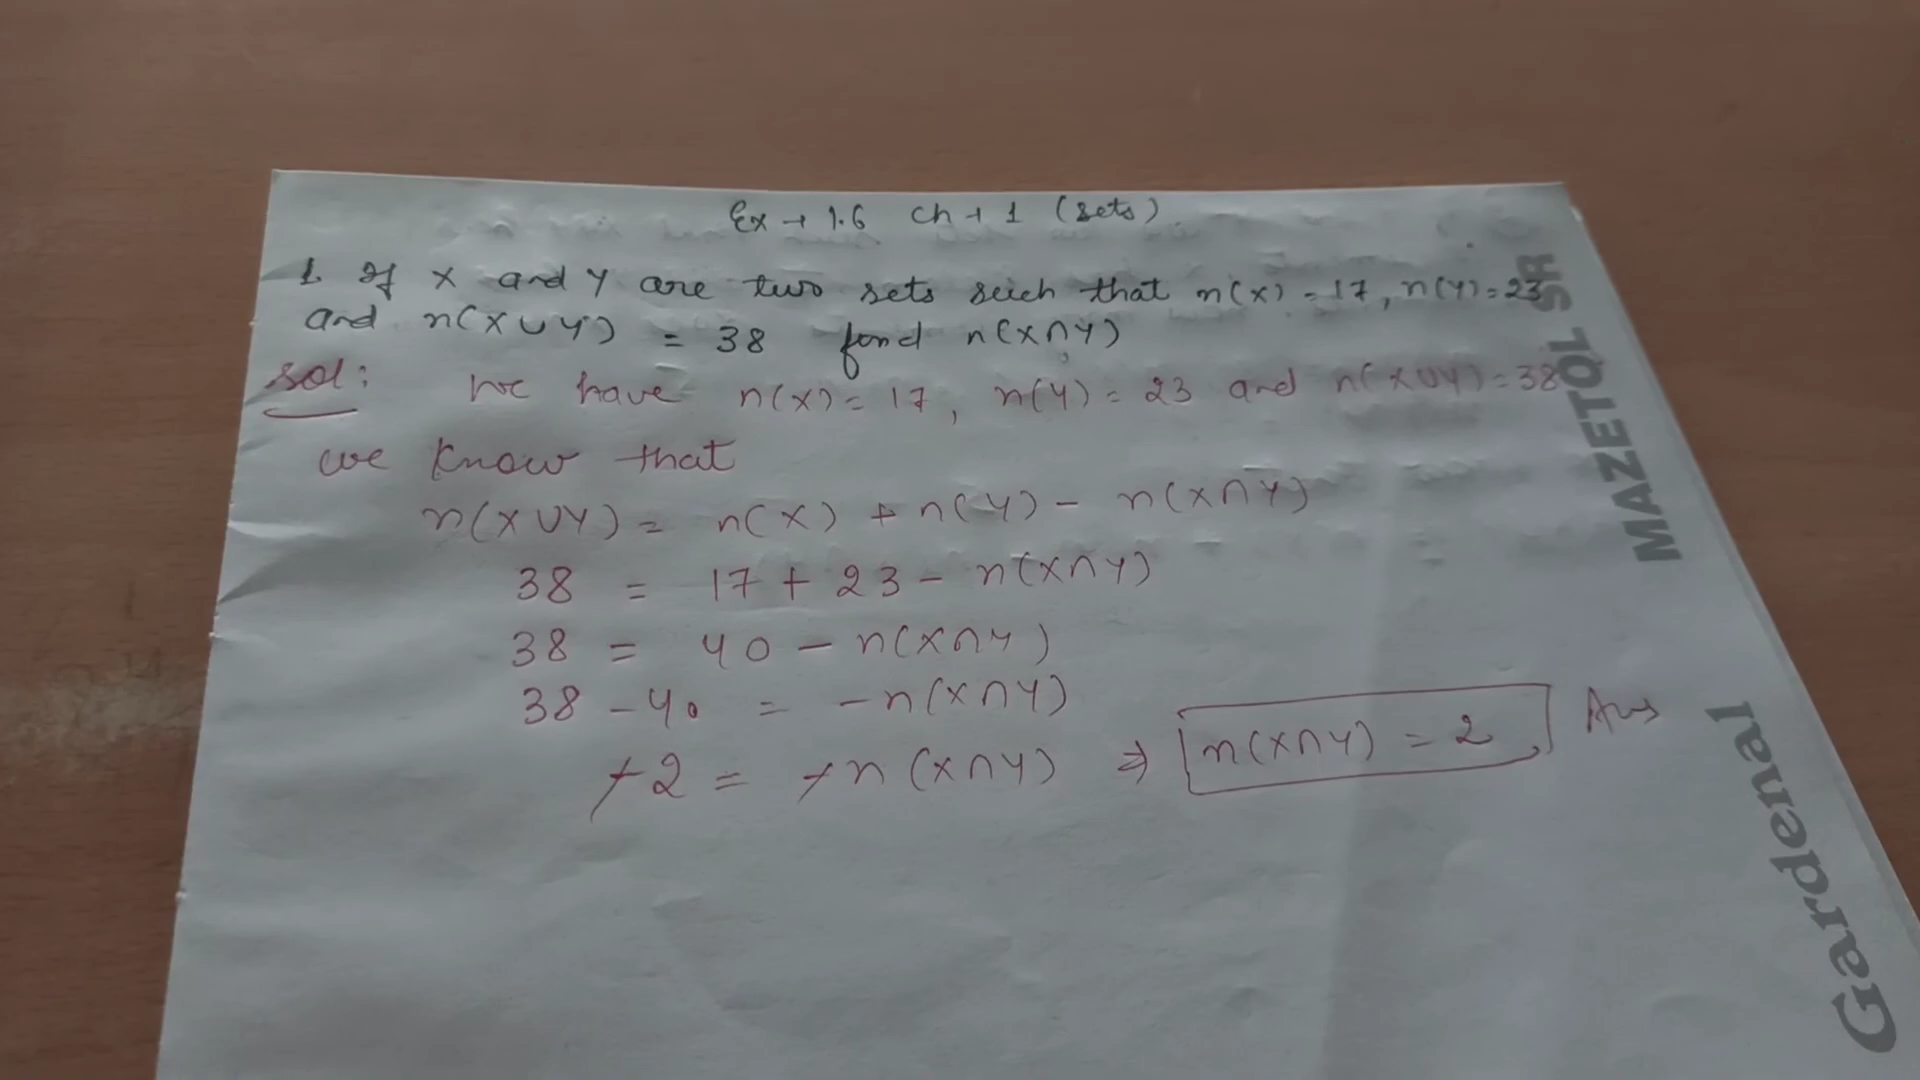 Ex → 1.6 Ch → 1 (sets)
1. If X and Y are two sets such that n(X) = 17, n(Y) = 23
and n(X ∪ Y) = 38 find n(X ∩ Y)
Sol: We have n(X) = 17, n(Y) = 23 and n(X ∪ Y) = 38
we know that
n(X ∪ Y) = n(X) + n(Y) - n(X ∩ Y)
38 = 17 + 23 - n(X ∩ Y)
38 = 40 - n(X ∩ Y)
38 - 40 = - n(X ∩ Y)
-2 = - n(X ∩ Y) ⇒ n(X ∩ Y) = 2 Ans
MAZETOL SR
Gardenal